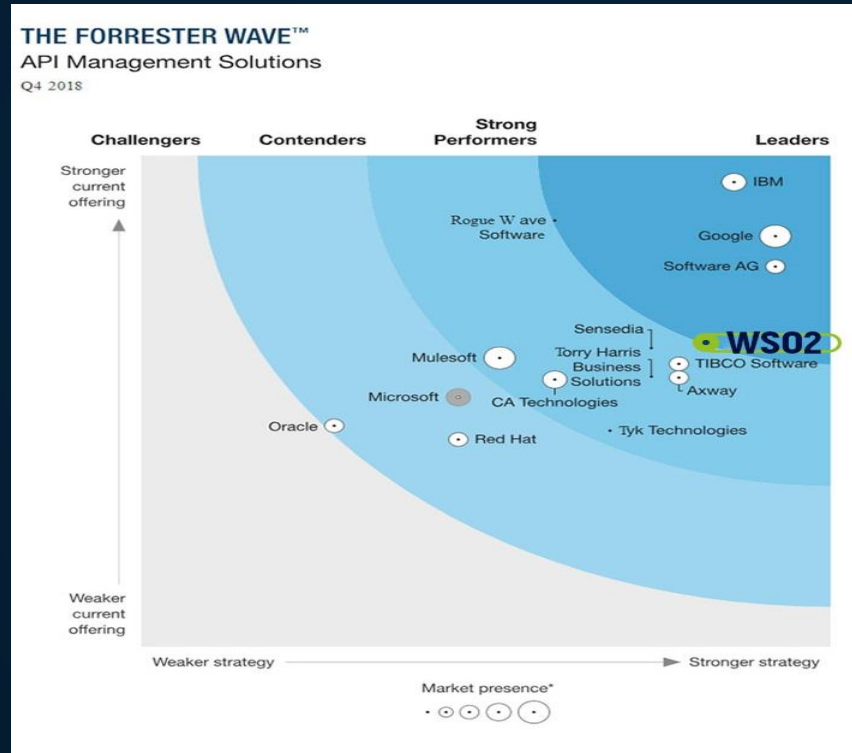 THE FORRESTER WAVE™
API Management Solutions
Q4 2018
Challengers
Contenders
Strong
Performers
Leaders
Stronger
current
offering
IBM
Rogue W ave
Software
Google
Software AG
Sensedia
WSO2
Mulesoft
Torry Harris
Business
Solutions
TIBCO Software
Axway
Microsoft
CA Technologies
Oracle
Red Hat
Tyk Technologies
Weaker
current
offering
Weaker strategy
Stronger strategy
Market presence*